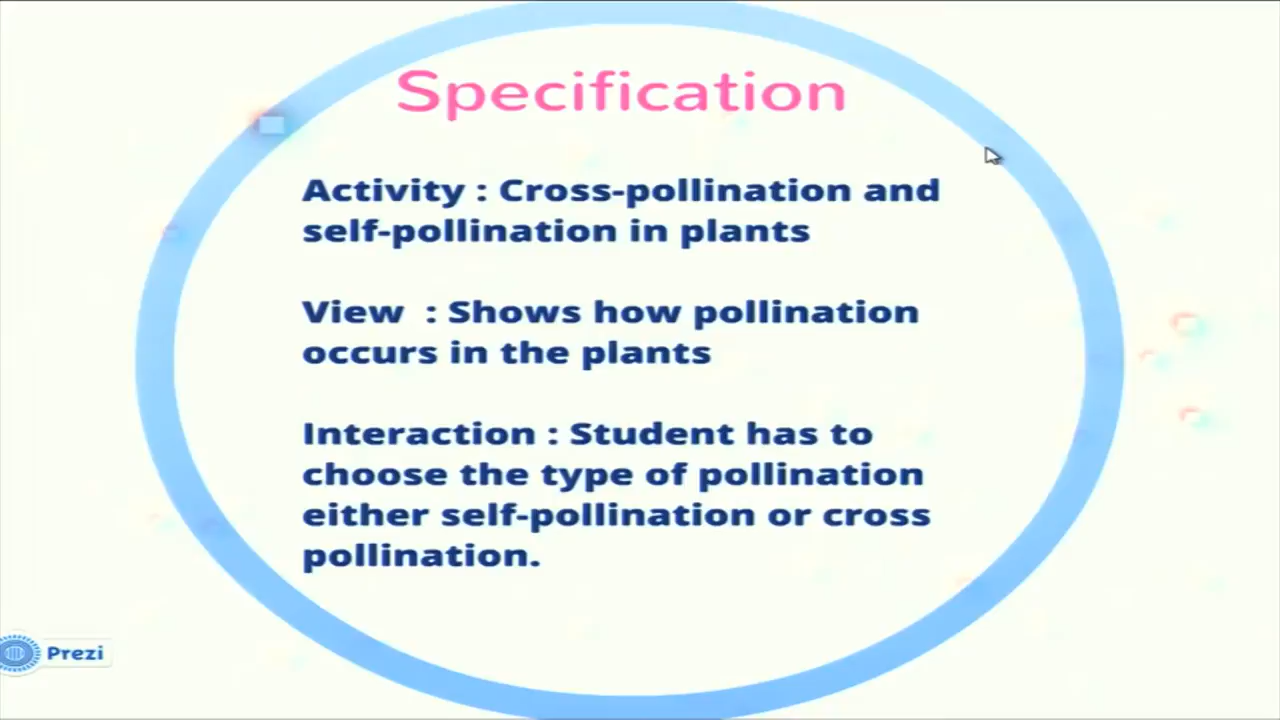 Specification
Activity : Cross-pollination and
self-pollination in plants
View : Shows how pollination
occurs in the plants
Interaction : Student has to
choose the type of pollination
either self-pollination or cross
pollination.
Prezi